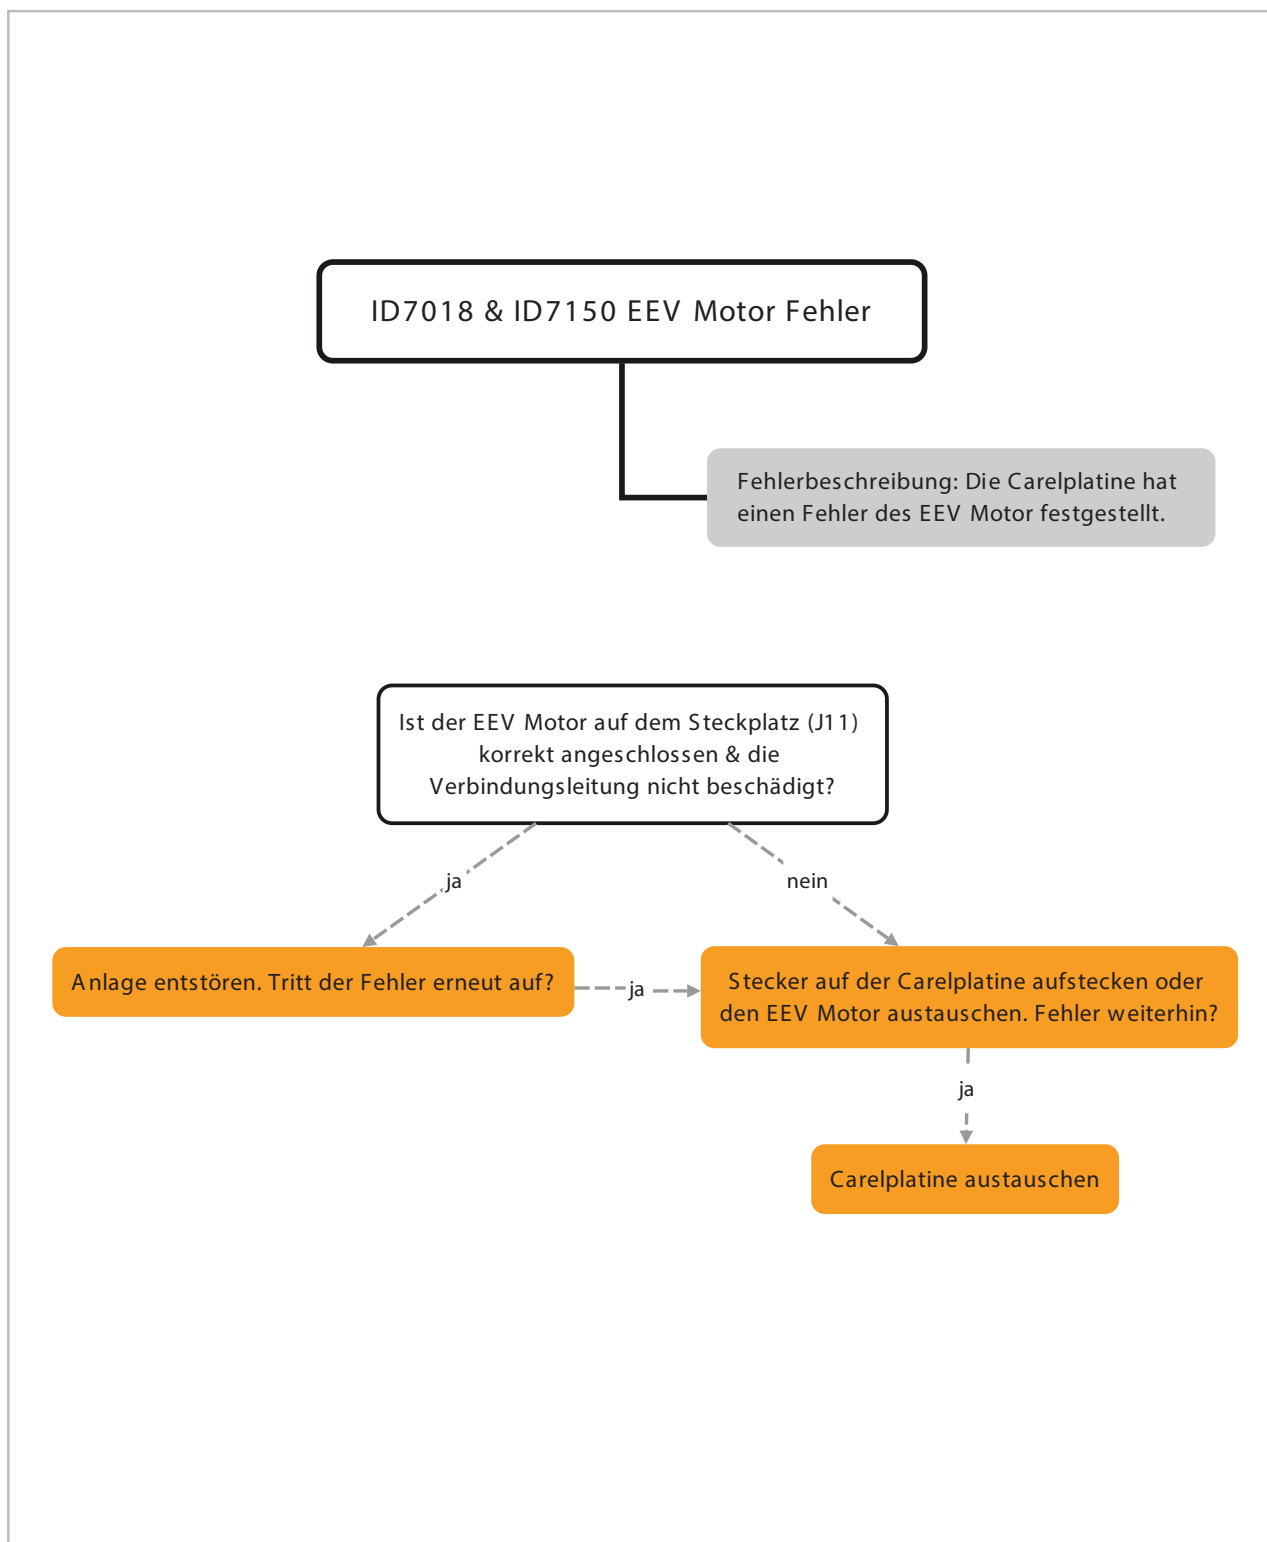 ID7018 & ID7150 EEV Motor Fehler
Fehlerbeschreibung: Die Carelplatine hat
einen Fehler des EEV Motor festgestellt.
Ist der EEV Motor auf dem Steckplatz (J11)
korrekt angeschlossen & die
Verbindungsleitung nicht beschädigt?
ja
nein
Anlage entstören. Tritt der Fehler erneut auf?
ja
Stecker auf der Carelplatine aufstecken oder
den EEV Motor austauschen. Fehler weiterhin?
ja
Carelplatine austauschen